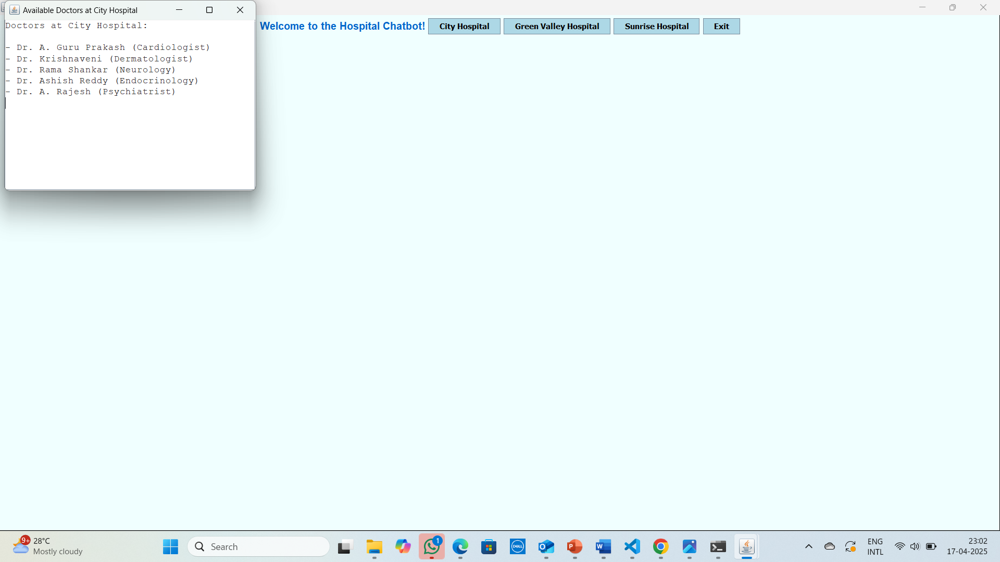 Available Doctors at City Hospital
Doctors at City Hospital:
- Dr. A. Guru Prakash (Cardiologist)
- Dr. Krishnaveni (Dermatologist)
- Dr. Rama Shankar (Neurology)
- Dr. Ashish Reddy (Endocrinology)
- Dr. A. Rajesh (Psychiatrist)
Welcome to the Hospital Chatbot!
City Hospital
Green Valley Hospital
Sunrise Hospital
Exit
9+
28°C
Mostly cloudy
Search
1
DELL
ENG
INTL
23:02
17-04-2025